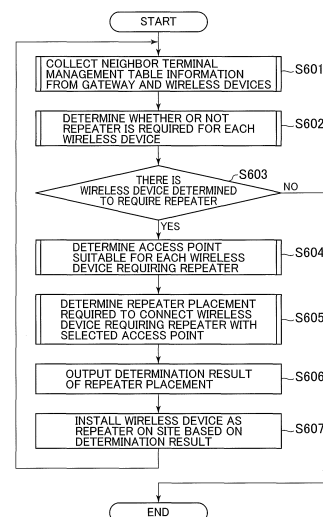 START
COLLECT NEIGHBOR TERMINAL
MANAGEMENT TABLE INFORMATION
FROM GATEWAY AND WIRELESS DEVICES
S601
DETERMINE WHETHER OR NOT
REPEATER IS REQUIRED FOR EACH
WIRELESS DEVICE
S602
THERE IS
WIRELESS DEVICE DETERMINED
TO REQUIRE REPEATER
S603
NO
YES
DETERMINE ACCESS POINT
SUITABLE FOR EACH WIRELESS
DEVICE REQUIRING REPEATER
S604
DETERMINE REPEATER PLACEMENT
REQUIRED TO CONNECT WIRELESS
DEVICE REQUIRING REPEATER WITH
SELECTED ACCESS POINT
S605
OUTPUT DETERMINATION RESULT
OF REPEATER PLACEMENT
S606
INSTALL WIRELESS DEVICE AS
REPEATER ON SITE BASED ON
DETERMINATION RESULT
S607
END